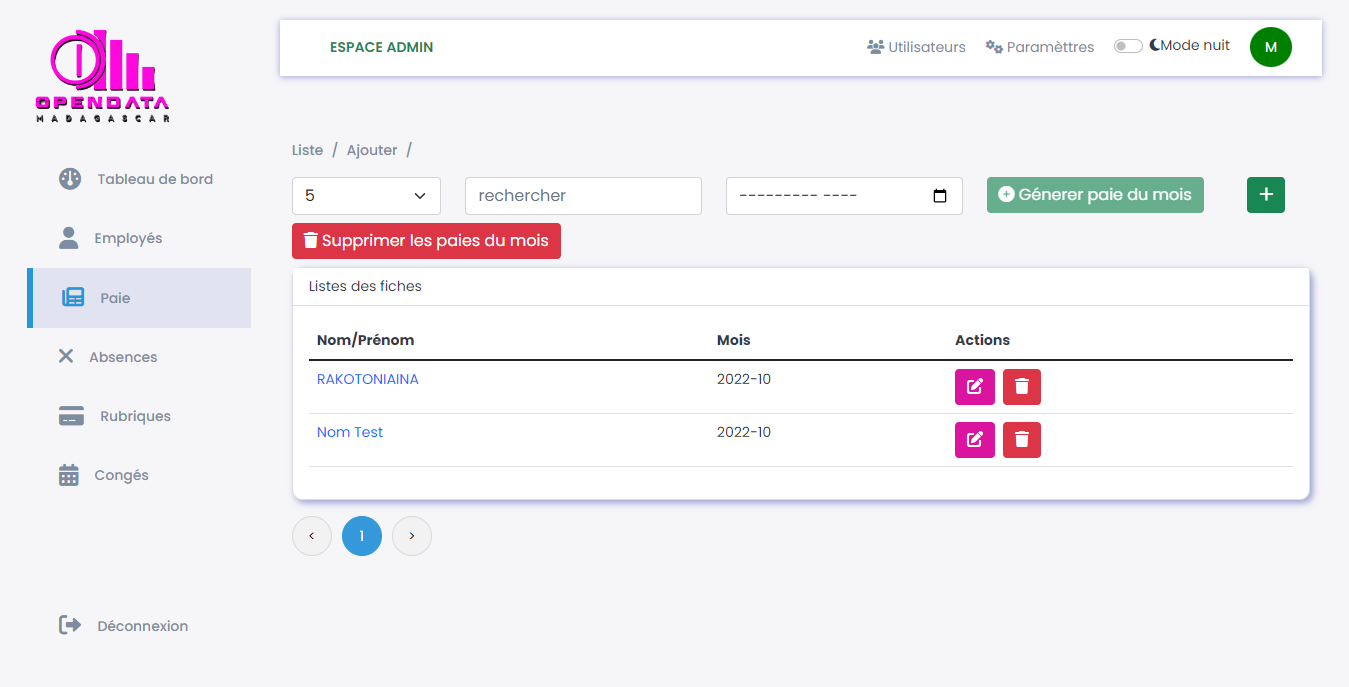 OPENDATA
MADAGASCAR
ESPACE ADMIN
Utilisateurs
Paramèttres
Mode nuit
M
Tableau de bord
Employés
Paie
Absences
Rubriques
Congés
Déconnexion
Liste / Ajouter /
5
rechercher
--------- ----
Génerer paie du mois
+
Supprimer les paies du mois
Listes des fiches
Nom/Prénom Mois Actions
RAKOTONIAINA 2022-10
Nom Test 2022-10
< 1 >